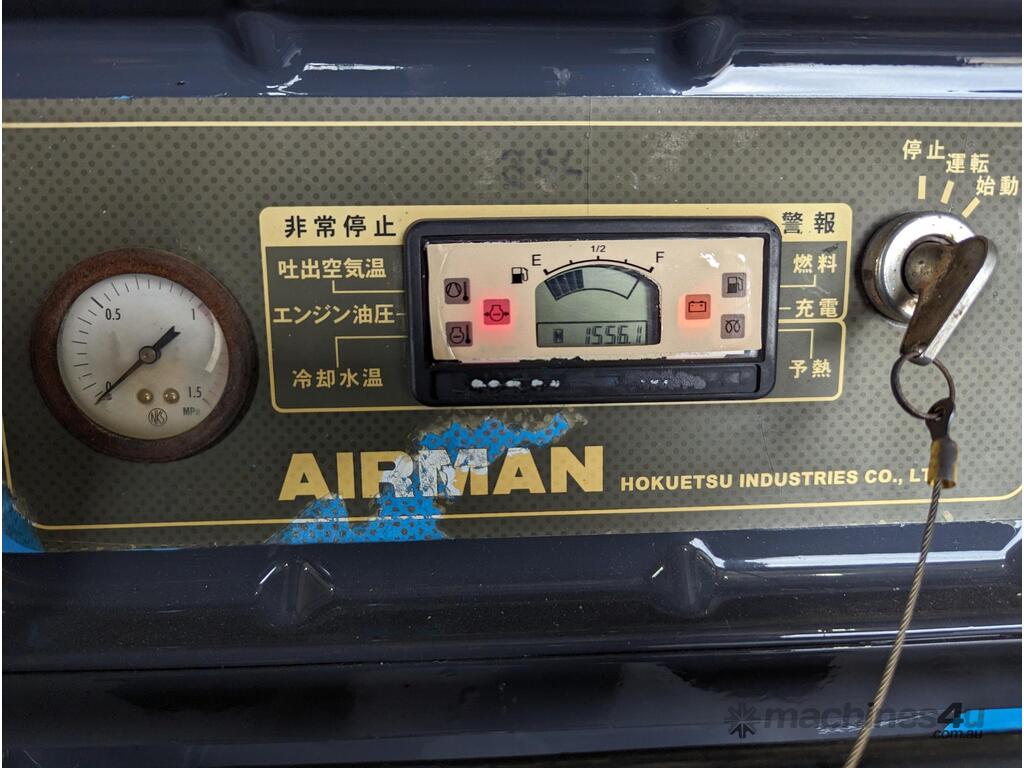 停止
運転
始動
非常停止
警報
吐出空気温
燃料
エンジン油圧
充電
冷却水温
予熱
E 1/2 F
1556.1
0 0.5 1 1.5
MPa
NKS
AIRMAN
HOKUETSU INDUSTRIES CO., LT
machines4u
.com.au